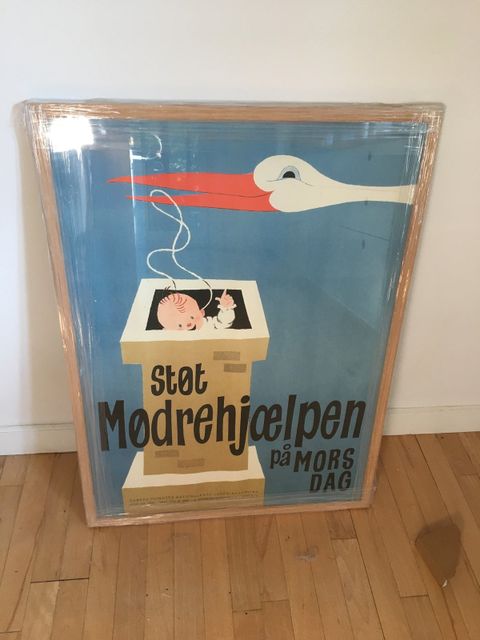 støt
Mødrehjælpen
på MORS
DAG